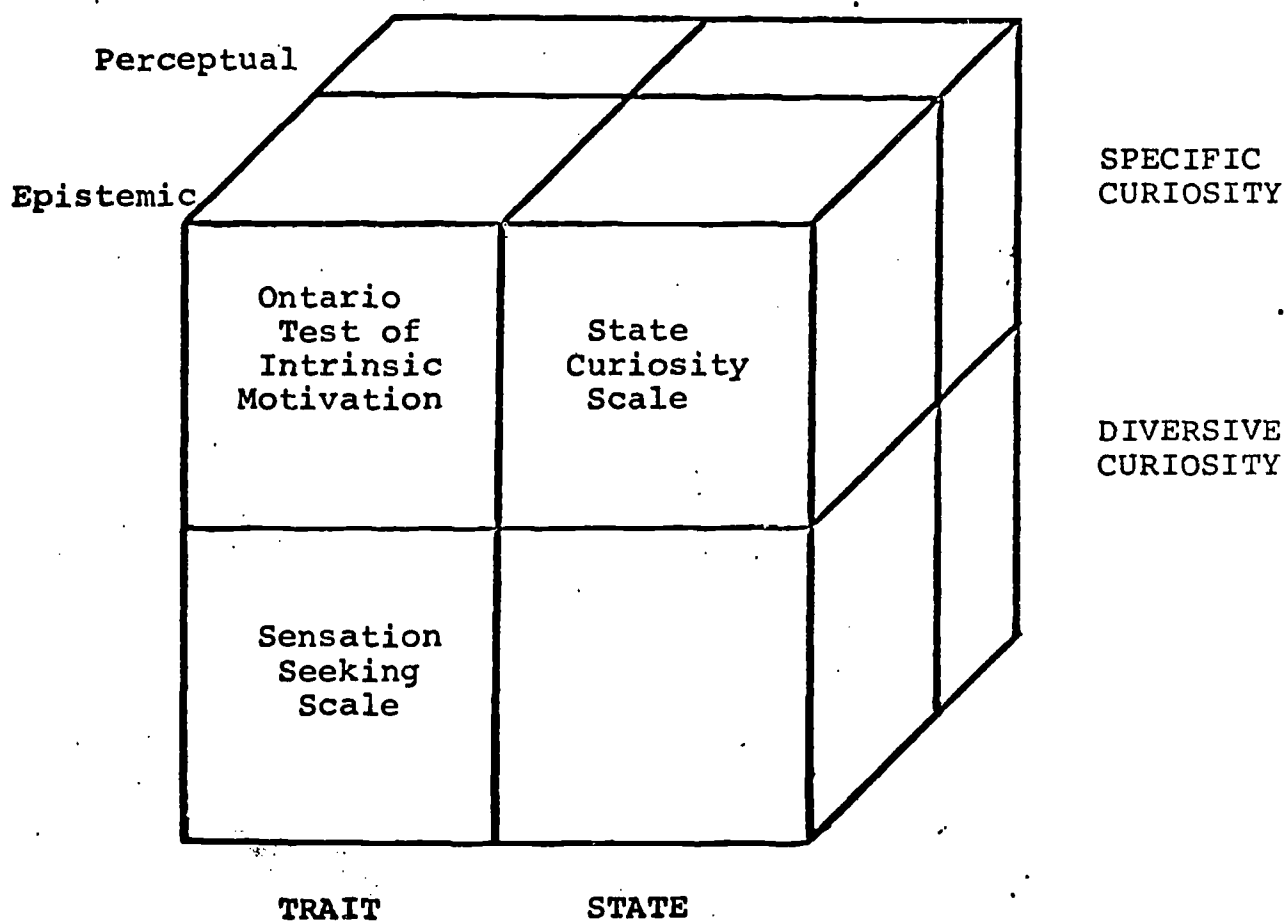 Perceptual
Epistemic
SPECIFIC
CURIOSITY
Ontario
Test of
Intrinsic
Motivation
State
Curiosity
Scale
DIVERSIVE
CURIOSITY
Sensation
Seeking
Scale
TRAIT
STATE